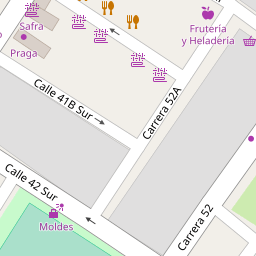 Safra
Praga
Frutería
y Heladería
Calle 41B Sur
Carrera 52A
Calle 42 Sur
Moldes
Carrera 52